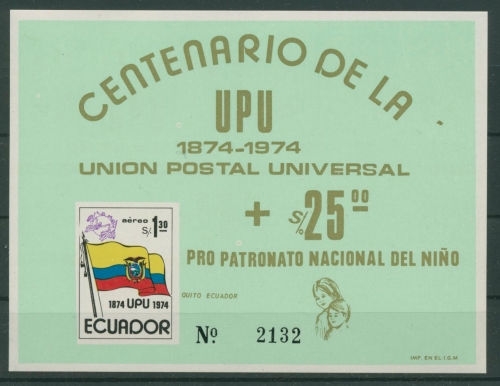 CENTENARIO DE LA
UPU
1874-1974
UNION POSTAL UNIVERSAL
+ S/. 25 00
PRO PATRONATO NACIONAL DEL NIÑO
aéreo
S/. 1 30
1874 UPU 1974
ECUADOR
QUITO ECUADOR
Nº 2132
IMP. EN EL I.G.M.